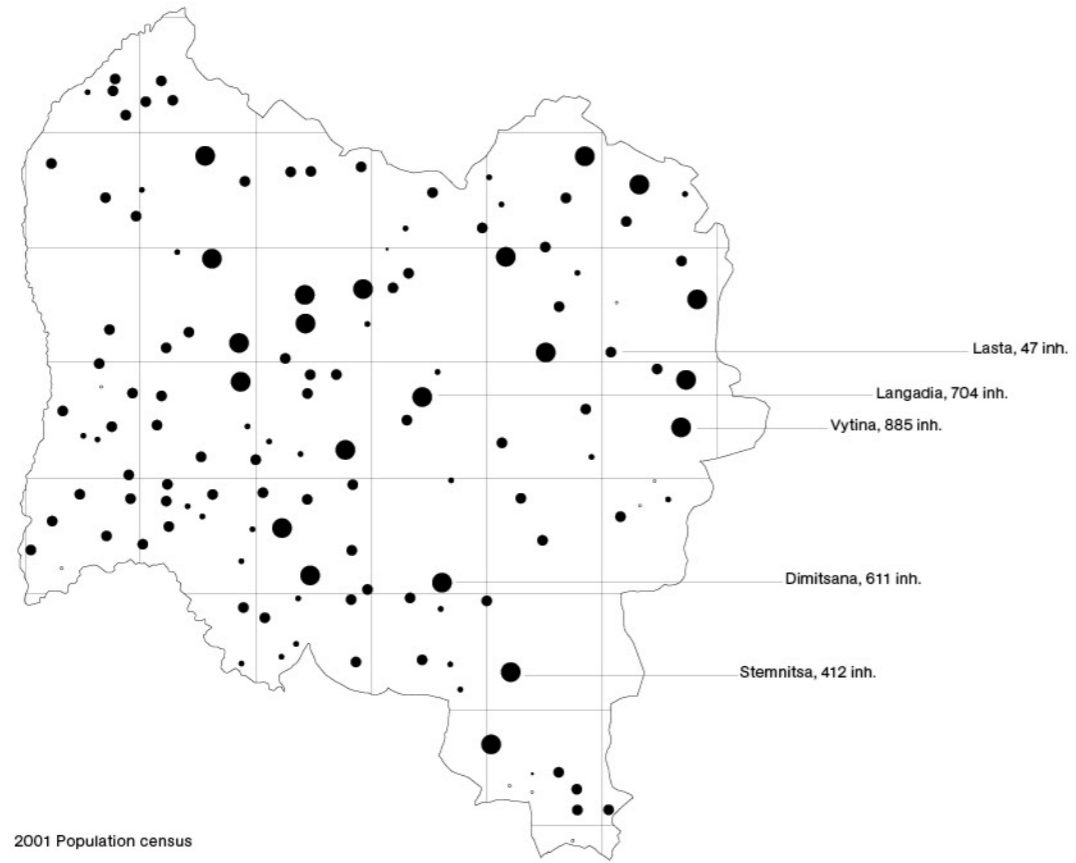 Lasta, 47 inh.
Langadia, 704 inh.
Vytina, 885 inh.
Dimitsana, 611 inh.
Stemnitsa, 412 inh.
2001 Population census